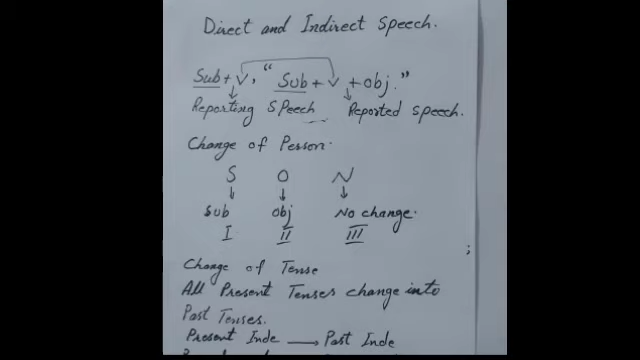 Direct and Indirect Speech.
Sub + V, " Sub + V + obj. "
Reporting Speech Reported speech.
Change of Person.
S O N
Sub Obj No change.
I II III
Change of Tense
All Present Tenses change into
Past Tenses.
Present Inde → Past Inde